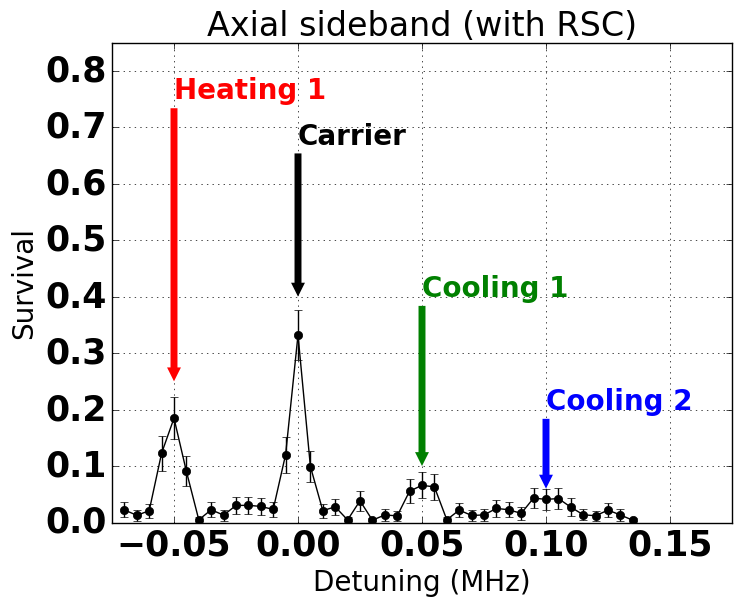 Axial sideband (with RSC)
Heating 1
Carrier
Cooling 1
Cooling 2
Survival
0.8
0.7
0.6
0.5
0.4
0.3
0.2
0.1
0.0
−0.05 0.00 0.05 0.10 0.15
Detuning (MHz)